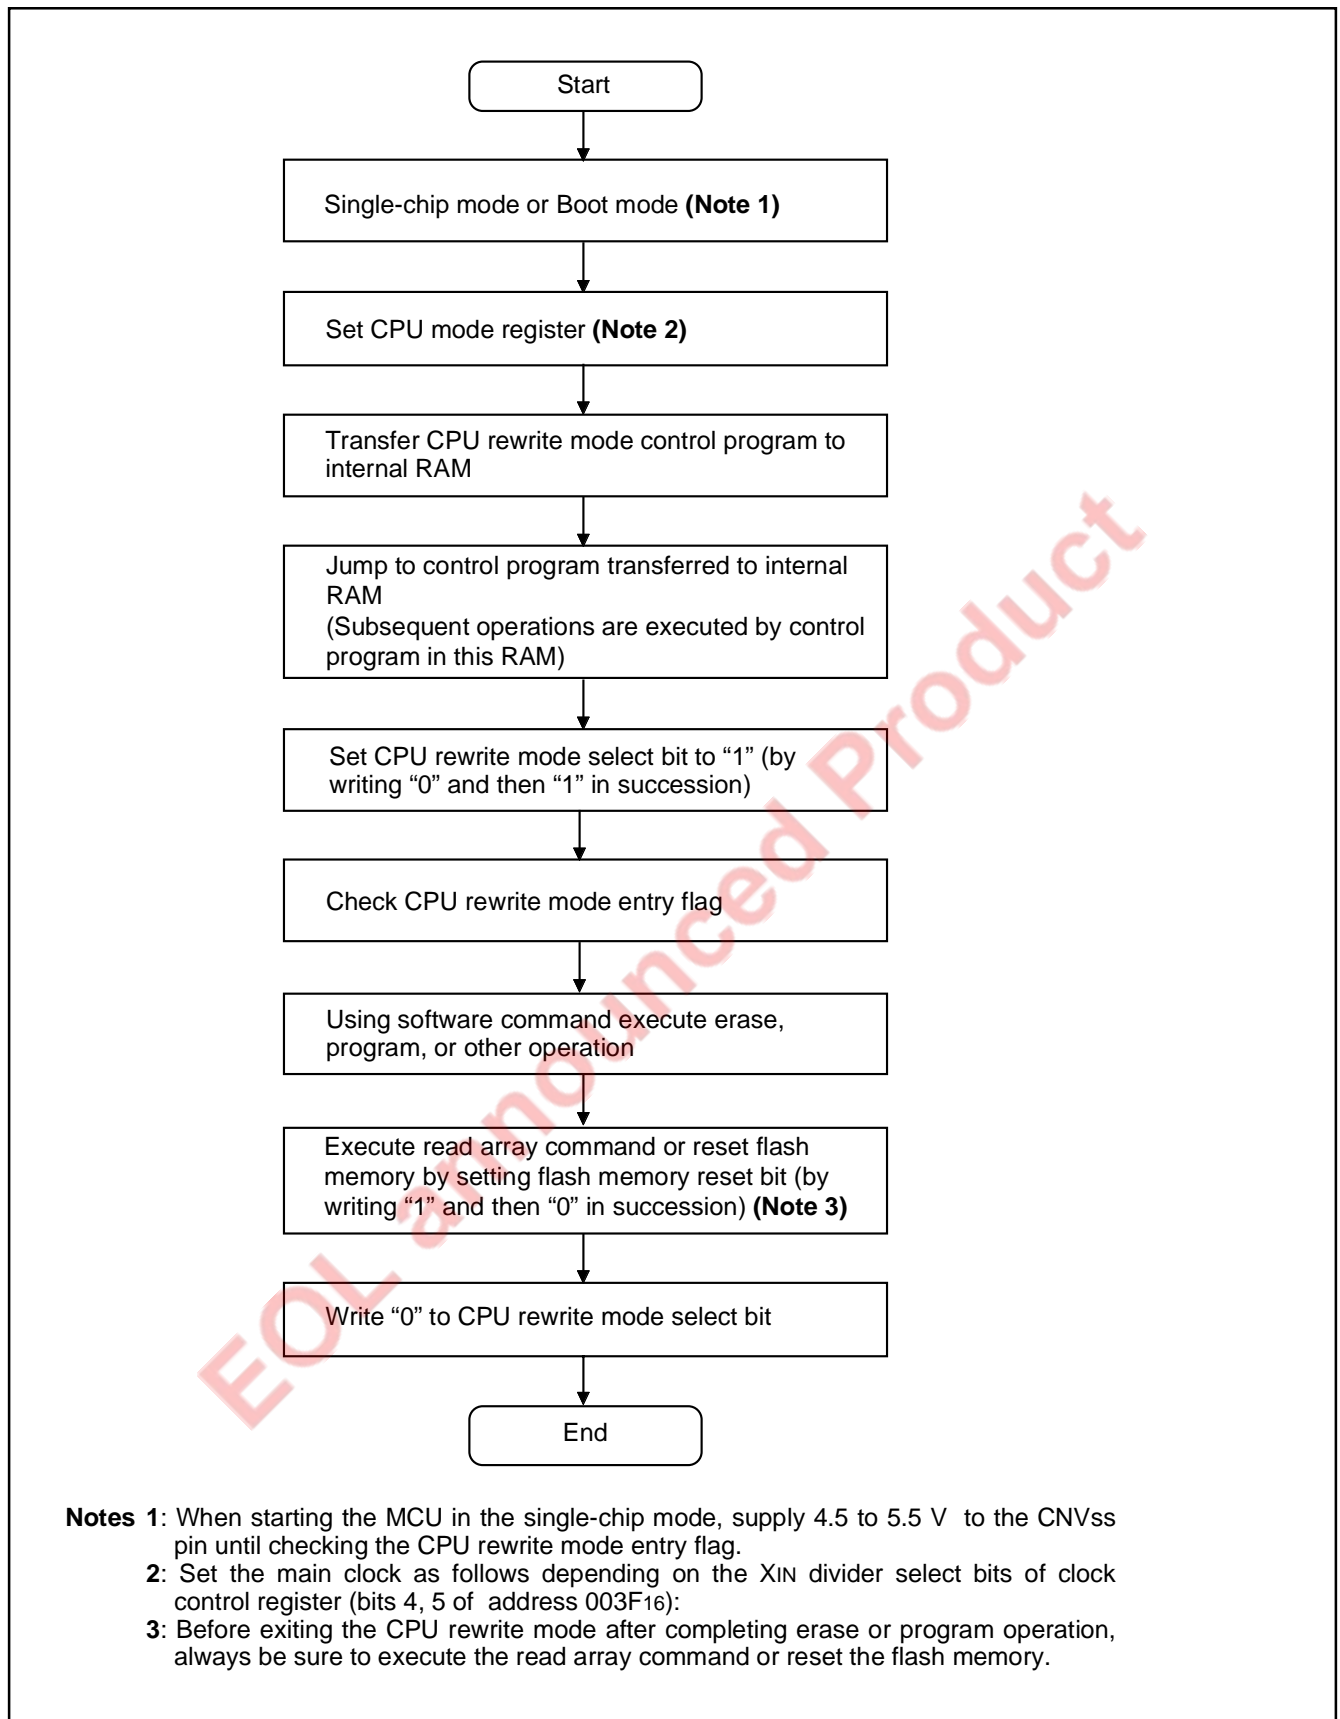 Start
Single-chip mode or Boot mode (Note 1)
Set CPU mode register (Note 2)
Transfer CPU rewrite mode control program to
internal RAM
Jump to control program transferred to internal
RAM
(Subsequent operations are executed by control
program in this RAM)
Set CPU rewrite mode select bit to “1” (by
writing “0” and then “1” in succession)
Check CPU rewrite mode entry flag
Using software command execute erase,
program, or other operation
Execute read array command or reset flash
memory by setting flash memory reset bit (by
writing “1” and then “0” in succession) (Note 3)
Write “0” to CPU rewrite mode select bit
End
Notes 1: When starting the MCU in the single-chip mode, supply 4.5 to 5.5 V to the CNVss
pin until checking the CPU rewrite mode entry flag.
2: Set the main clock as follows depending on the XIN divider select bits of clock
control register (bits 4, 5 of address 003F16):
3: Before exiting the CPU rewrite mode after completing erase or program operation,
always be sure to execute the read array command or reset the flash memory.
EOL announced Product